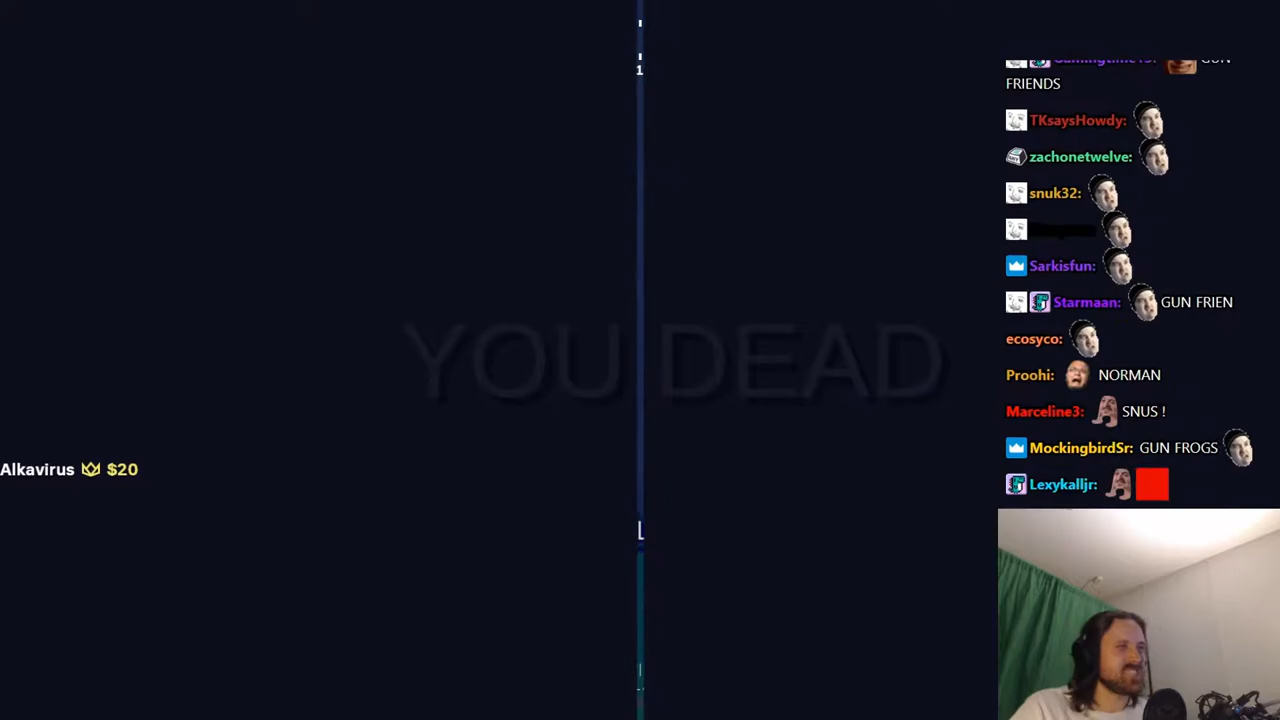 FRIENDS
TKsaysHowdy:
zachonetwelve:
snuk32:
Sarkisfun:
Starmaan: GUN FRIEN
ecosyco:
YOU DEAD
Proohi: NORMAN
Marceline3: SNUS !
MockingbirdSr: GUN FROGS
Alkavirus $20
Lexykalljr: